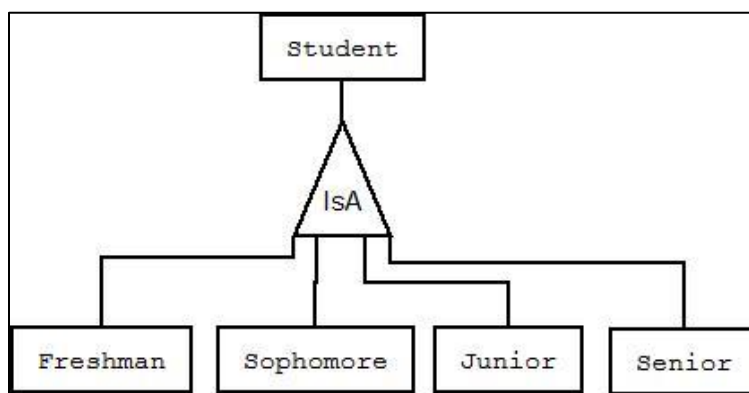 Student
IsA
Freshman
Sophomore
Junior
Senior